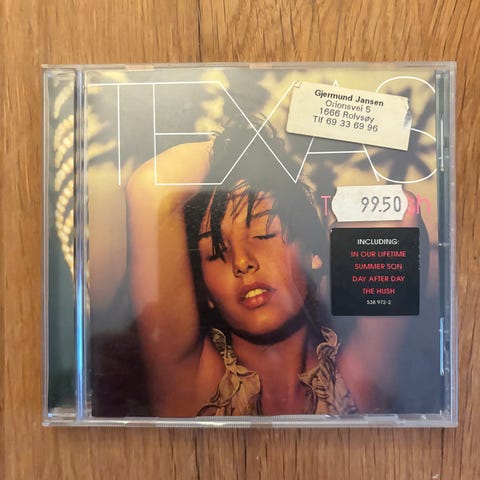 TEXAS
Gjermund Jansen
Orionsvei 5
1666 Rolvsøy
Tlf 69 33 69 96
99.50
INCLUDING:
IN OUR LIFETIME
SUMMER SON
DAY AFTER DAY
THE HUSH
538 972-2